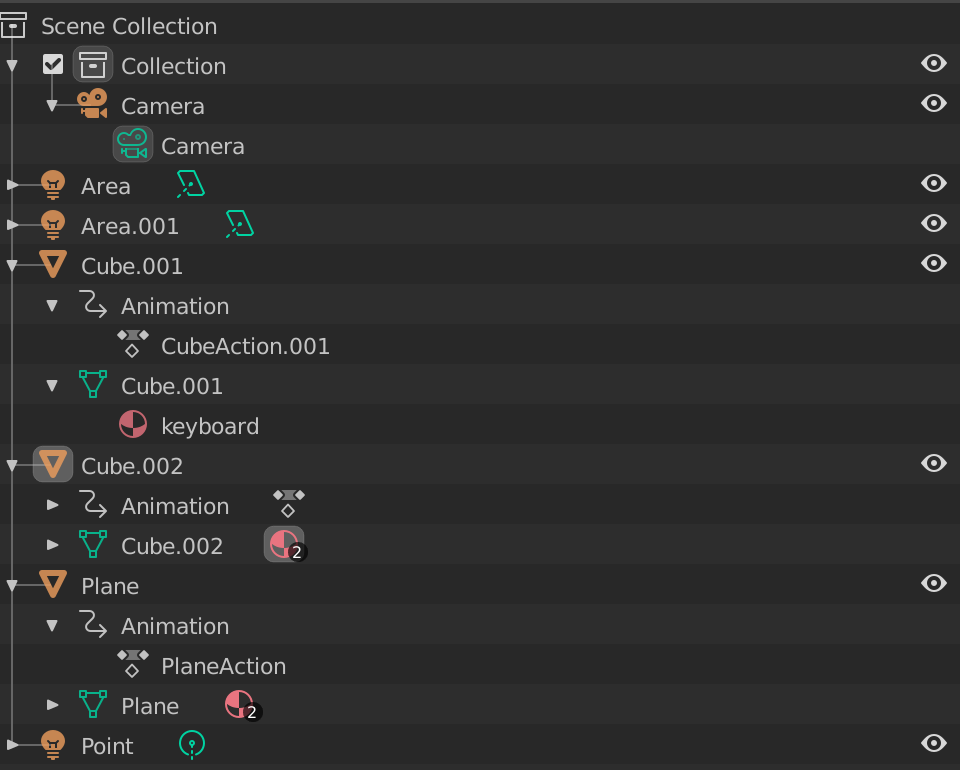 Scene Collection
Collection
Camera
Camera
Area
Area.001
Cube.001
Animation
CubeAction.001
Cube.001
keyboard
Cube.002
Animation
Cube.002 2
Plane
Animation
PlaneAction
Plane 2
Point